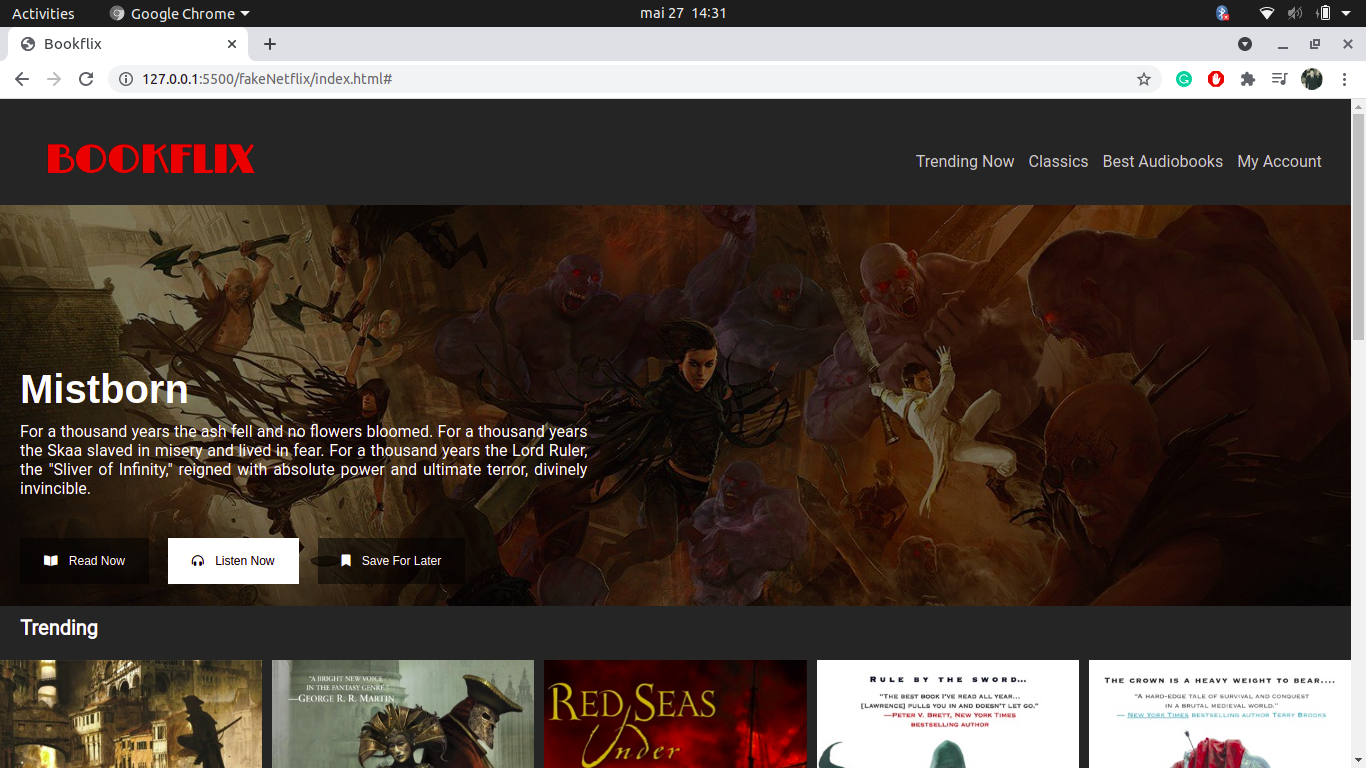 Activities
Google Chrome
mai 27 14:31
Bookflix
127.0.0.1:5500/fakeNetflix/index.html#
BOOKFLIX
Trending Now Classics Best Audiobooks My Account
Mistborn
For a thousand years the ash fell and no flowers bloomed. For a thousand years
the Skaa slaved in misery and lived in fear. For a thousand years the Lord Ruler,
the "Sliver of Infinity," reigned with absolute power and ultimate terror, divinely
invincible.
Read Now
Listen Now
Save For Later
Trending
"A BRIGHT NEW VOICE
IN THE FANTASY GENRE"
—GEORGE R. R. MARTIN
RED SEAS
Under
RULE BY THE SWORD...
"THE BEST BOOK I'VE READ ALL YEAR...
[LAWRENCE] PULLS YOU IN AND DOESN'T LET GO."
—PETER V. BRETT, NEW YORK TIMES
BESTSELLING AUTHOR
THE CROWN IS A HEAVY WEIGHT TO BEAR....
"A HARD-EDGE TALE OF SURVIVAL AND CONQUEST
IN A BRUTAL MEDIEVAL WORLD."
— NEW YORK TIMES BESTSELLING AUTHOR TERRY BROOKS